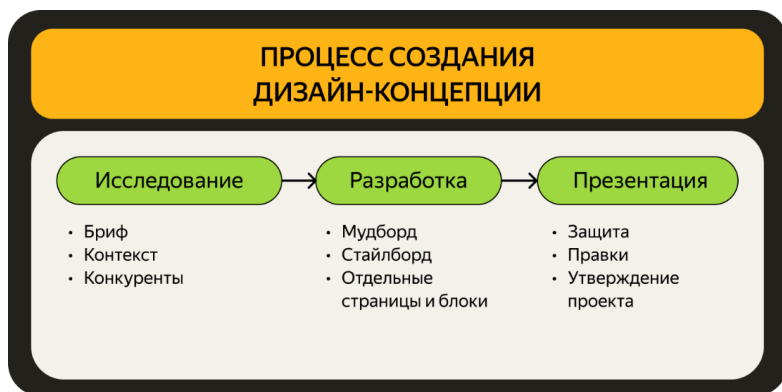 ПРОЦЕСС СОЗДАНИЯ
ДИЗАЙН-КОНЦЕПЦИИ
Исследование
• Бриф
• Контекст
• Конкуренты
Разработка
• Мудборд
• Стайлборд
• Отдельные
страницы и блоки
Презентация
• Защита
• Правки
• Утверждение
проекта